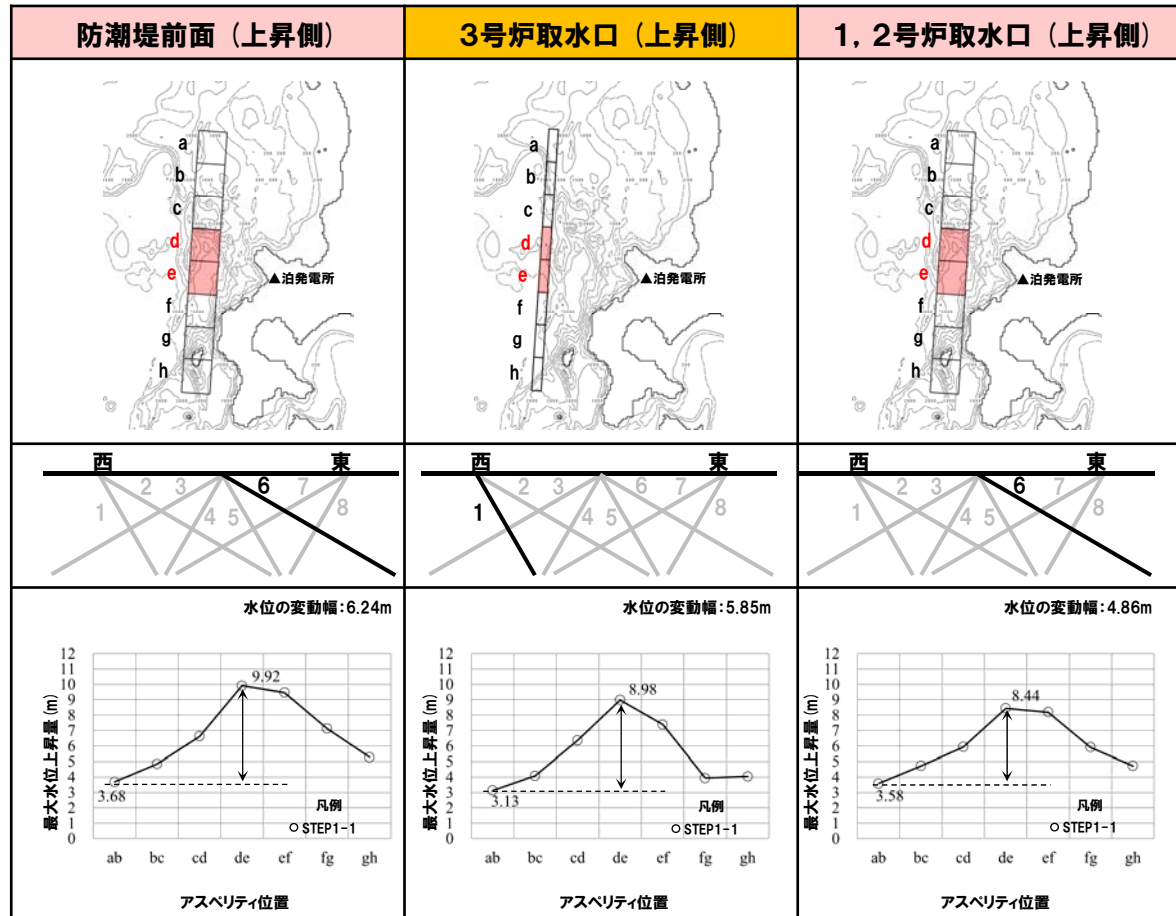 防潮堤前面（上昇側）
3号炉取水口（上昇側）
1，2号炉取水口（上昇側）
a
b
c
d
e
f
g
h
▲泊発電所
a
b
c
d
e
f
g
h
▲泊発電所
a
b
c
d
e
f
g
h
▲泊発電所
西 東
1 2 3 4 5 6 7 8
西 東
1 2 3 4 5 6 7 8
西 東
1 2 3 4 5 6 7 8
水位の変動幅：6.24m
最大水位上昇量(m)
12
11
10
9
8
7
6
5
4
3
2
1
0
9.92
3.68
凡例
○STEP1-1
ab bc cd de ef fg gh
アスペリティ位置
水位の変動幅：5.85m
最大水位上昇量(m)
12
11
10
9
8
7
6
5
4
3
2
1
0
8.98
3.13
凡例
○STEP1-1
ab bc cd de ef fg gh
アスペリティ位置
水位の変動幅：4.86m
最大水位上昇量(m)
12
11
10
9
8
7
6
5
4
3
2
1
0
8.44
3.58
凡例
○STEP1-1
ab bc cd de ef fg gh
アスペリティ位置